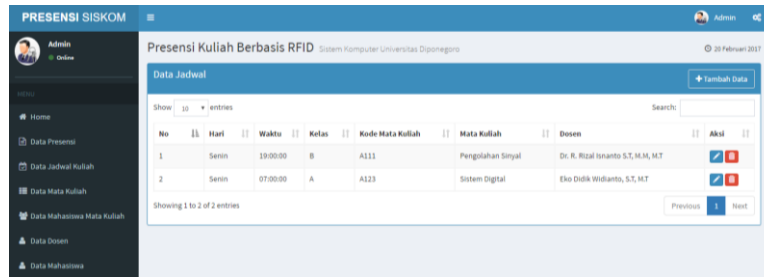 PRESENSI SISKOM
Admin
Admin
Online
MENU
Home
Data Presensi
Data Jadwal Kuliah
Data Mata Kuliah
Data Mahasiswa Mata Kuliah
Data Dosen
Data Mahasiswa
Presensi Kuliah Berbasis RFID Sistem Komputer Universitas Diponegoro
20 Februari 2017
Data Jadwal
+ Tambah Data
Show 10 entries
Search:
No Hari Waktu Kelas Kode Mata Kuliah Mata Kuliah Dosen Aksi
1 Senin 19:00:00 B A111 Pengolahan Sinyal Dr. R. Rizal Isnanto S.T, M.M, M.T
2 Senin 07:00:00 A A123 Sistem Digital Eko Didik Widianto, S.T, M.T
Showing 1 to 2 of 2 entries
Previous 1 Next